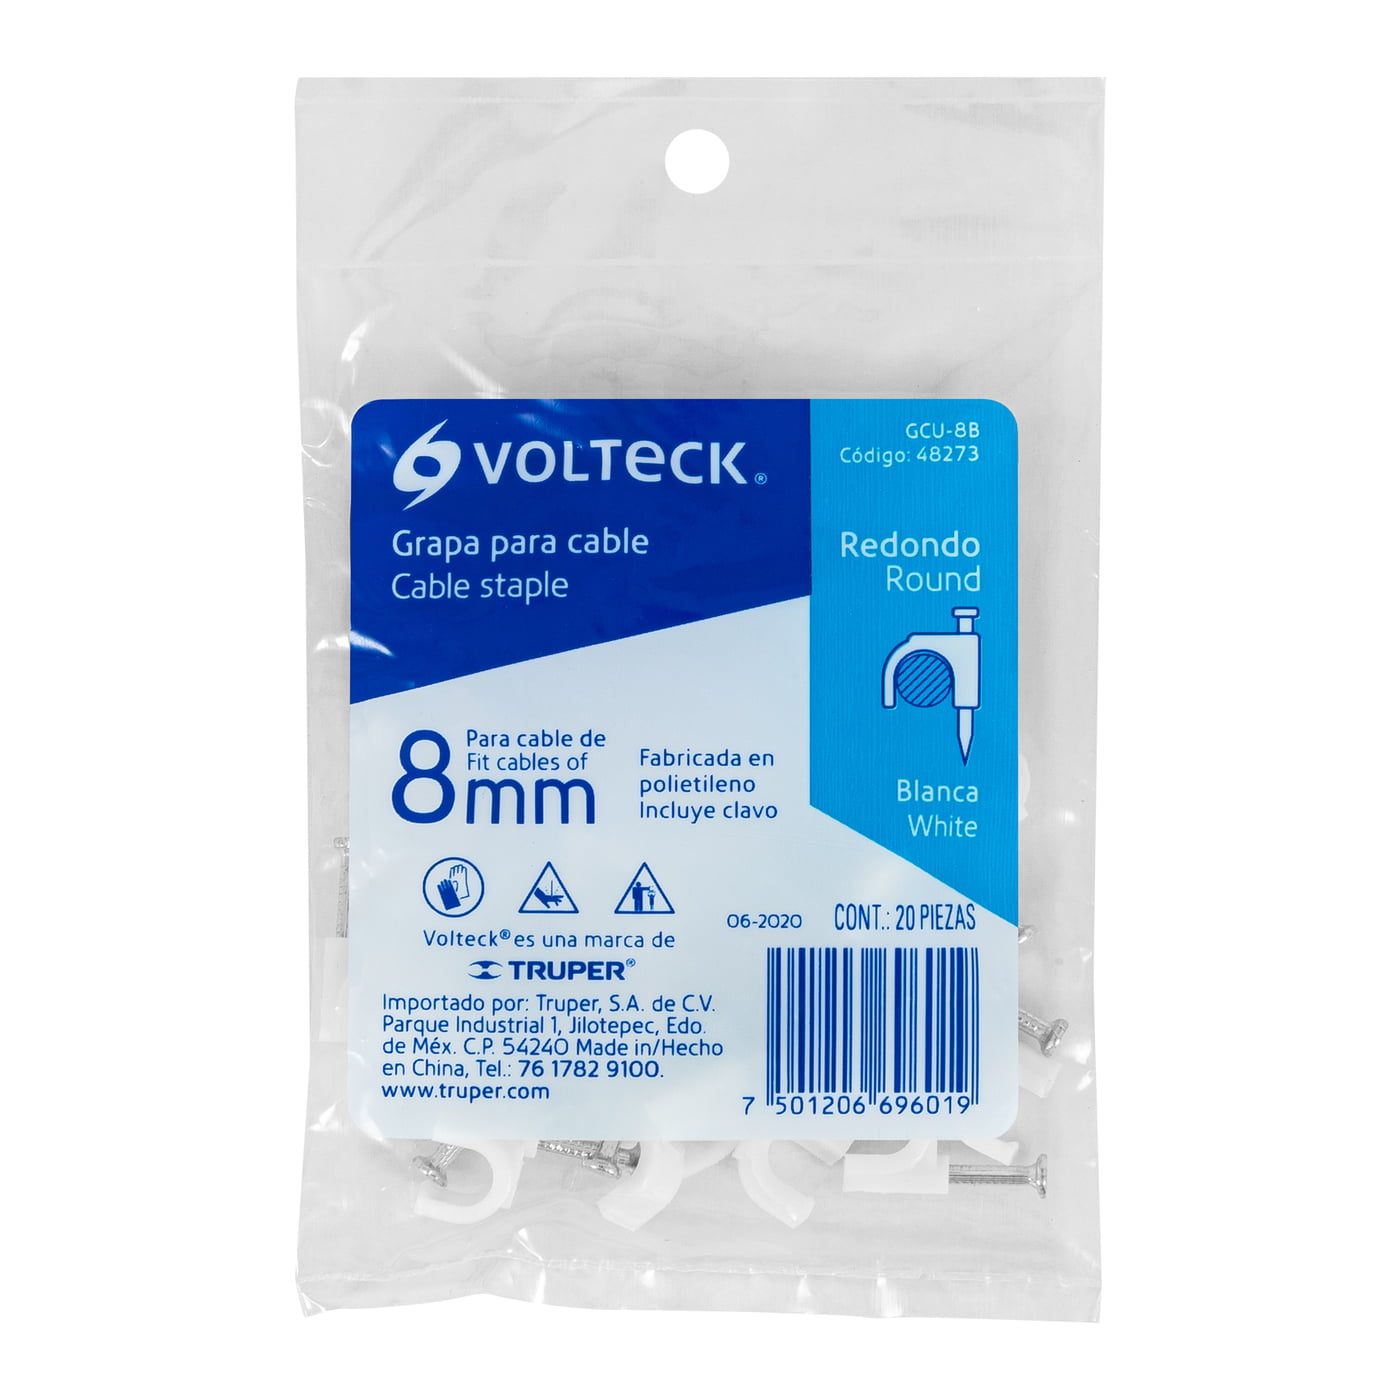 VOLTECK®
Grapa para cable
Cable staple
GCU-8B
Código: 48273
Redondo
Round
Blanca
White
8mm
Para cable de
Fit cables of
Fabricada en
polietileno
Incluye clavo
06-2020 CONT.: 20 PIEZAS
Volteck® es una marca de
TRUPER®
Importado por: Truper, S.A. de C.V.
Parque Industrial 1, Jilotepec, Edo.
de Méx. C.P. 54240 Made in/Hecho
en China, Tel.: 76 1782 9100.
www.truper.com
7 501206 696019